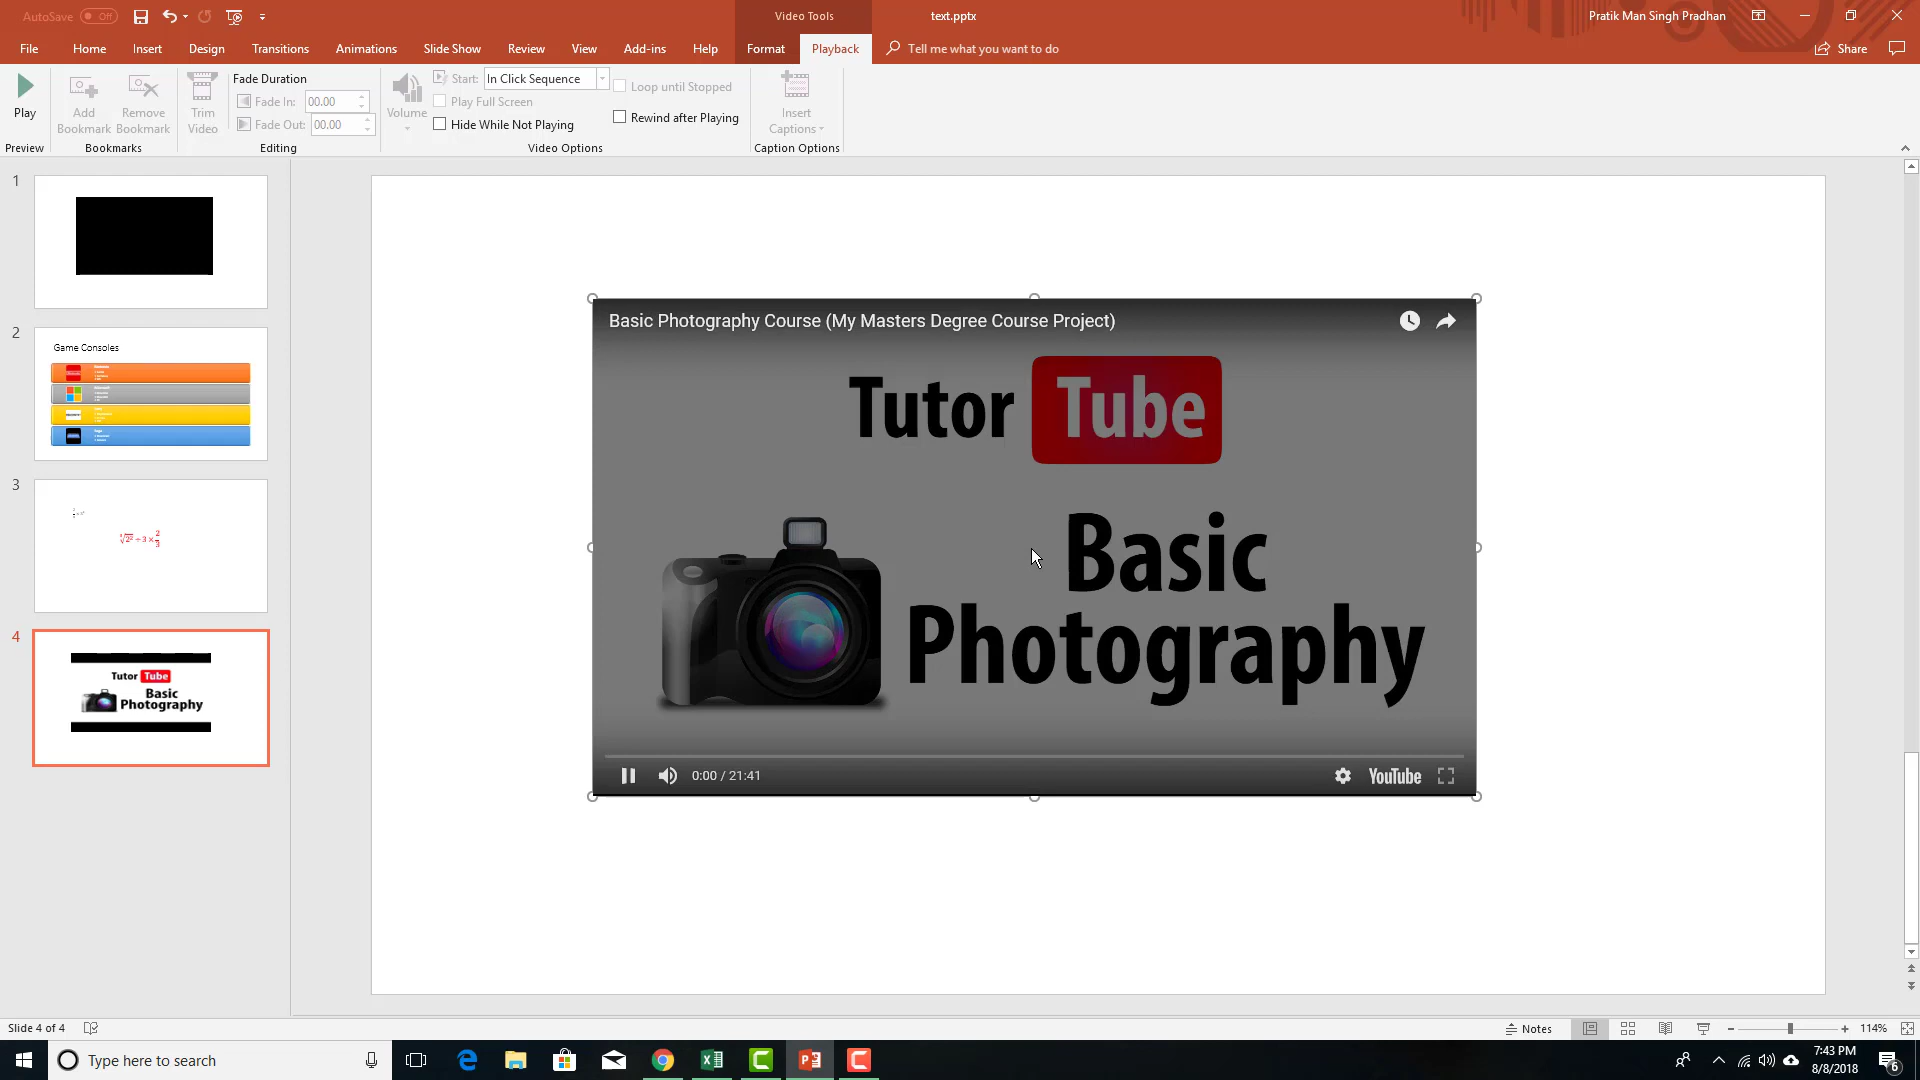 AutoSave Off
Video Tools
text.pptx
Pratik Man Singh Pradhan
File Home Insert Design Transitions Animations Slide Show Review View Add-ins Help Format Playback Tell me what you want to do Share
Play
Add Bookmark
Remove Bookmark
Trim Video
Fade Duration
Fade In: 00.00
Fade Out: 00.00
Volume
Start: In Click Sequence
Play Full Screen
Hide While Not Playing
Loop until Stopped
Rewind after Playing
Insert Captions
Preview Bookmarks Editing Video Options Caption Options
1
2
Game Consoles
3
4
Tutor Tube
Basic
Photography
Basic Photography Course (My Masters Degree Course Project)
Tutor Tube
Basic
Photography
0:00 / 21:41
YouTube
Slide 4 of 4
Notes
114%
Type here to search
7:43 PM
8/8/2018
6